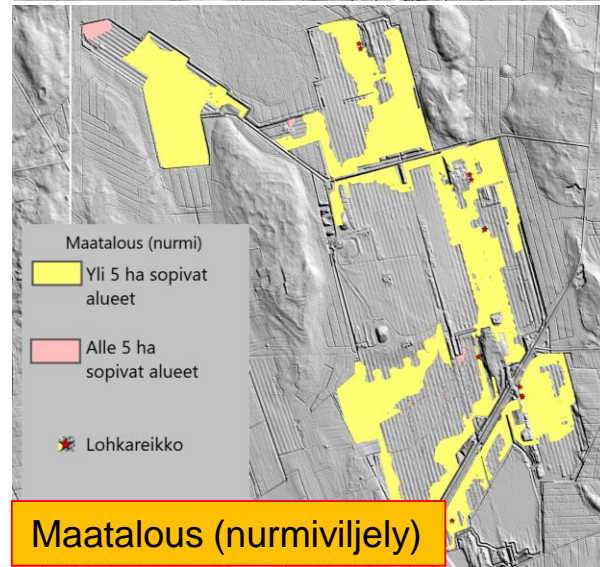 Maatalous (nurmi)
Yli 5 ha sopivat
alueet
Alle 5 ha
sopivat alueet
Lohkareikko
Maatalous (nurmiviljely)